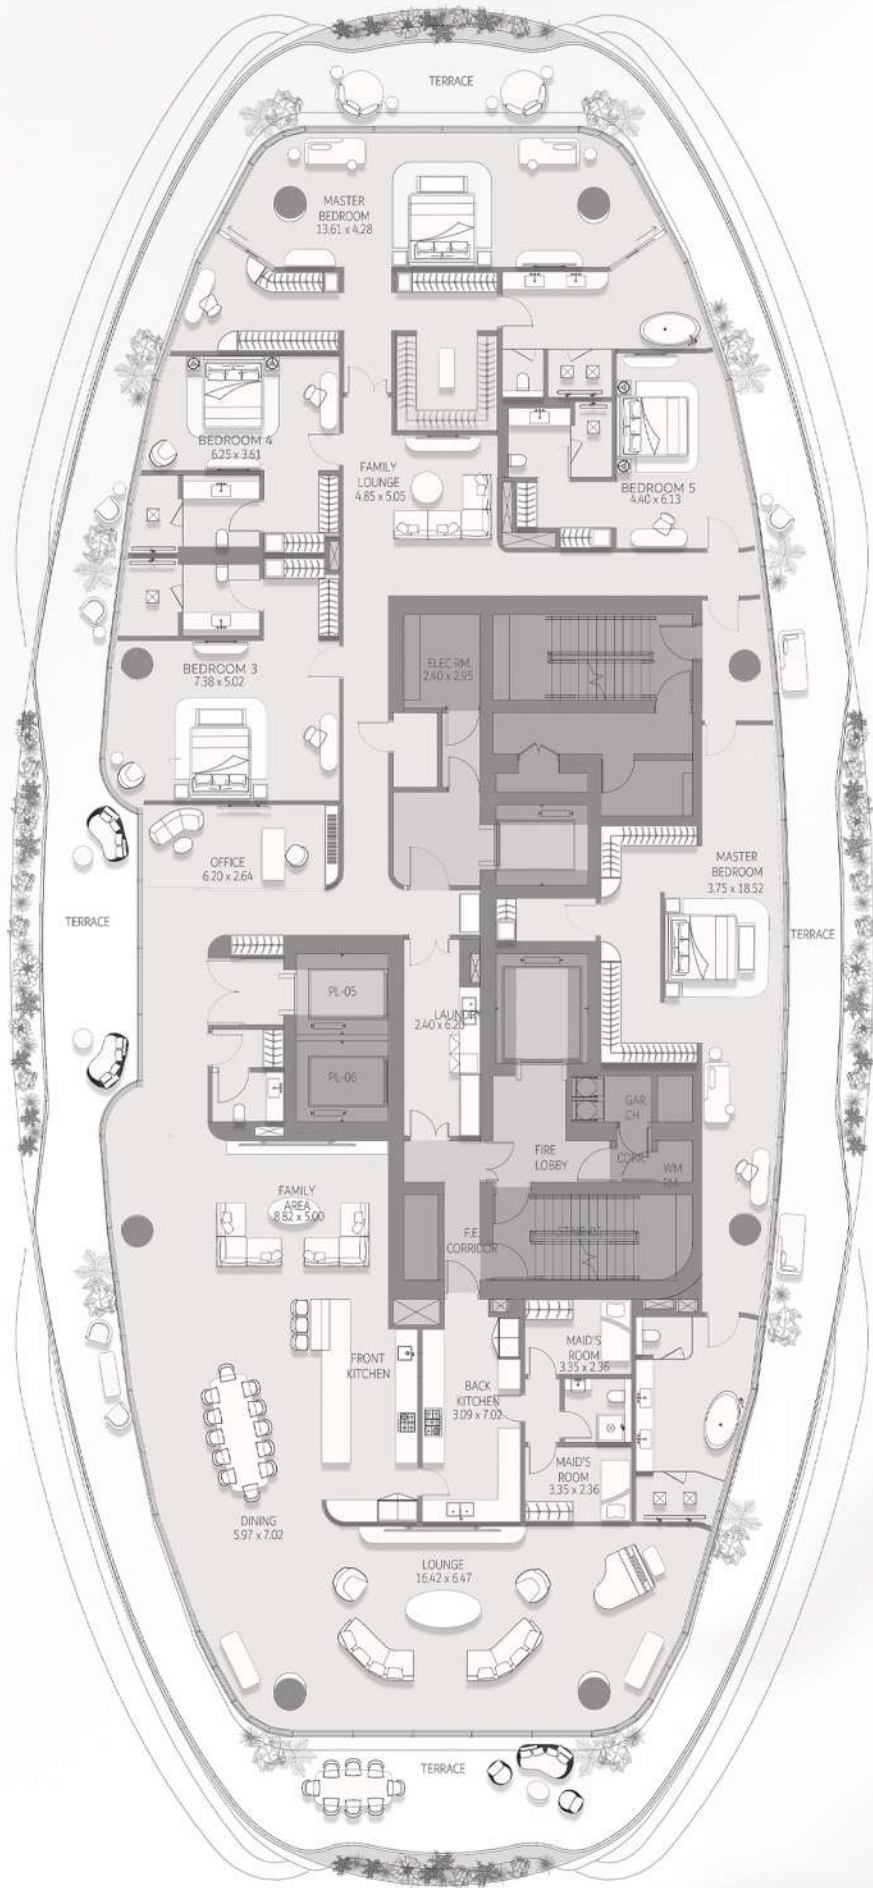 TERRACE
MASTER
BEDROOM
13.61 x 4.28
BEDROOM 4
6.25 x 3.61
FAMILY
LOUNGE
4.85 x 5.05
BEDROOM 5
4.40 x 6.13
BEDROOM 3
7.38 x 5.02
ELEC RM.
2.40 x 2.95
OFFICE
6.20 x 2.64
MASTER
BEDROOM
3.75 x 18.52
TERRACE
TERRACE
PL-05
LAUNDRY
2.40 x 6.20
PL-06
GAR.
CH.
FIRE
LOBBY
CORR.
WM
RM.
FAMILY
AREA
8.82 x 5.00
F.E.
CORRIDOR
FRONT
KITCHEN
BACK
KITCHEN
3.09 x 7.02
MAID'S
ROOM
3.35 x 2.36
MAID'S
ROOM
3.35 x 2.36
DINING
5.97 x 7.02
LOUNGE
16.42 x 6.47
TERRACE